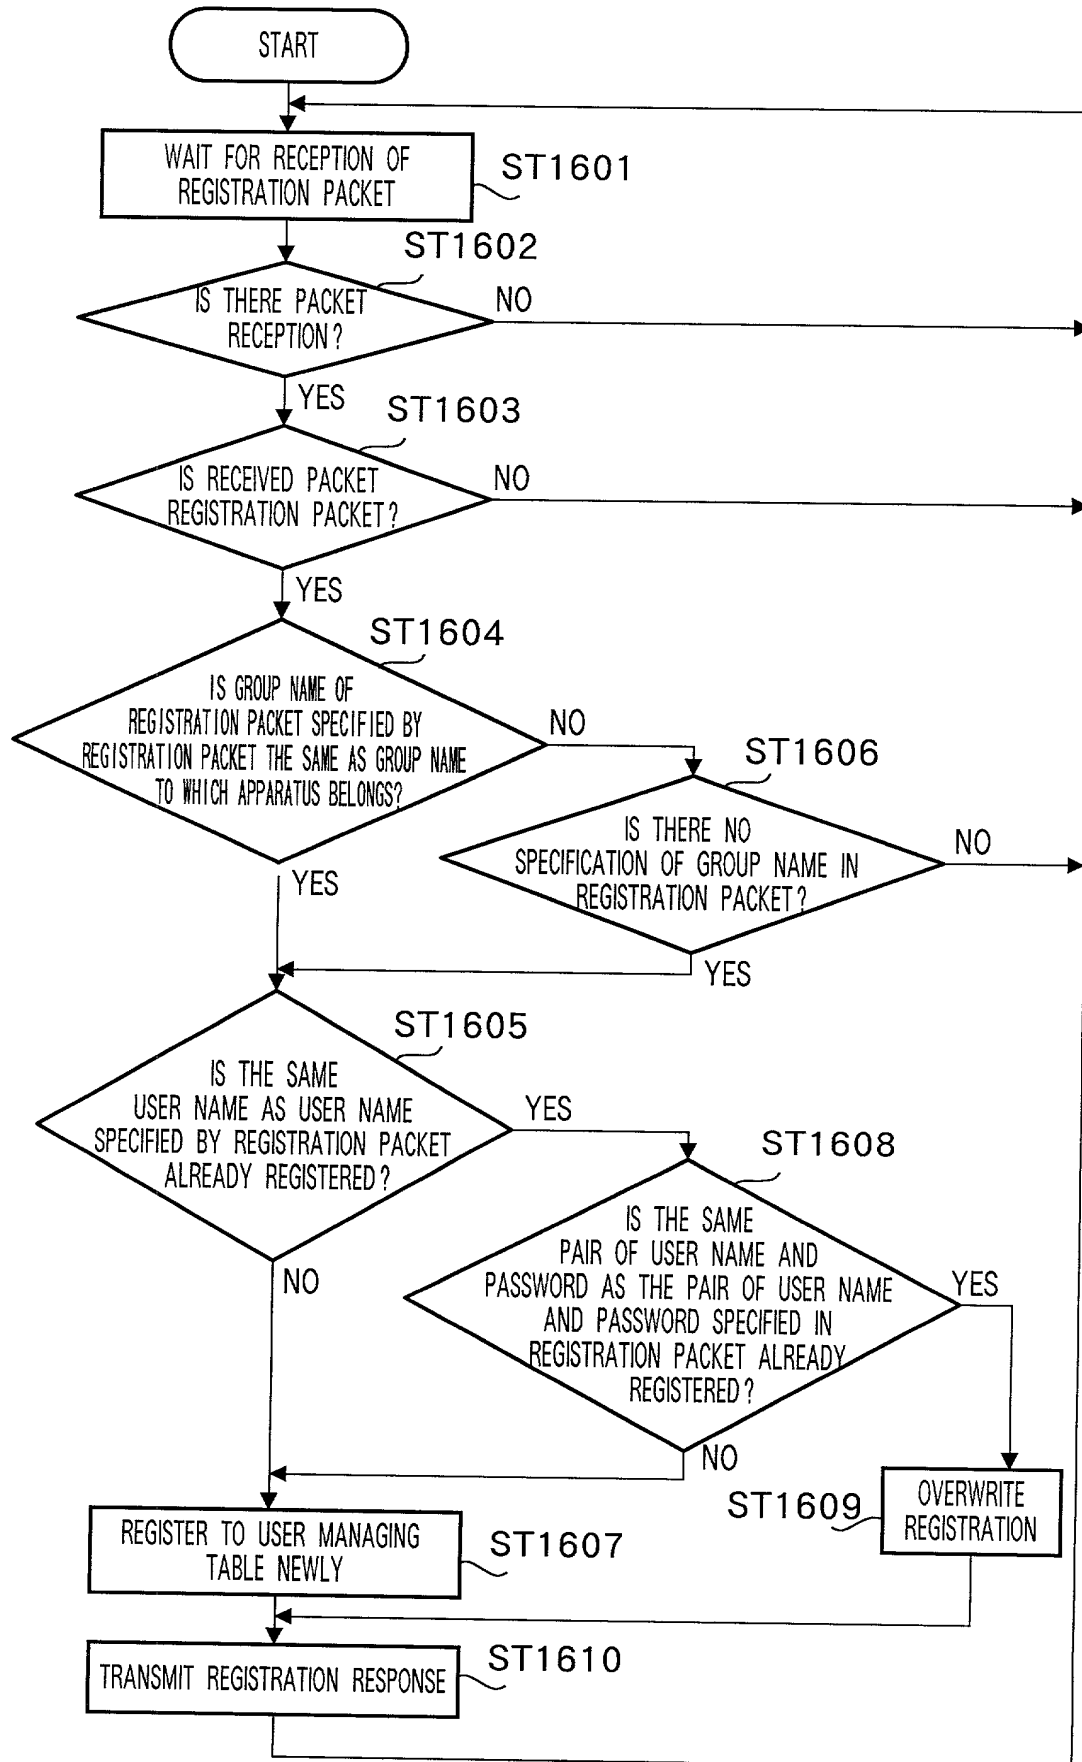 START
WAIT FOR RECEPTION OF
REGISTRATION PACKET
ST1601
ST1602
IS THERE PACKET
RECEPTION?
NO
YES
ST1603
IS RECEIVED PACKET
REGISTRATION PACKET?
NO
YES
ST1604
IS GROUP NAME OF
REGISTRATION PACKET SPECIFIED BY
REGISTRATION PACKET THE SAME AS GROUP NAME
TO WHICH APPARATUS BELONGS?
NO
YES
ST1606
IS THERE NO
SPECIFICATION OF GROUP NAME IN
REGISTRATION PACKET?
NO
YES
ST1605
IS THE SAME
USER NAME AS USER NAME
SPECIFIED BY REGISTRATION PACKET
ALREADY REGISTERED?
YES
NO
ST1608
IS THE SAME
PAIR OF USER NAME AND
PASSWORD AS THE PAIR OF USER NAME
AND PASSWORD SPECIFIED IN
REGISTRATION PACKET ALREADY
REGISTERED?
YES
NO
ST1609
OVERWRITE
REGISTRATION
REGISTER TO USER MANAGING
TABLE NEWLY
ST1607
TRANSMIT REGISTRATION RESPONSE
ST1610